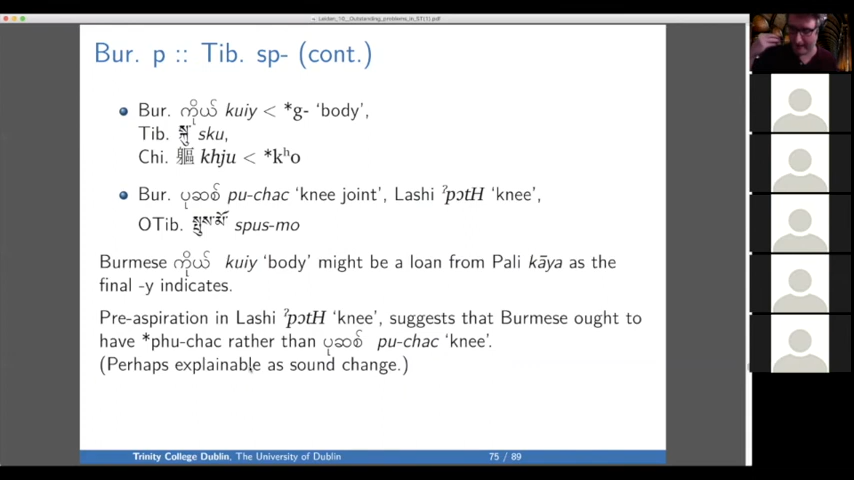 Leiden_10_Outstanding_problems_in_ST(1).pdf
Bur. p :: Tib. sp- (cont.)
Bur. ကိုယ် kuiy < *g- ‘body’,
Tib. སྐུ sku,
Chi. 軀 khju < *kʰo
Bur. ပုဆစ် pu-chac ‘knee joint’, Lashi ʔpɔtH ‘knee’,
OTib. སྤུས་མོ spus-mo
Burmese ကိုယ် kuiy ‘body’ might be a loan from Pali kāya as the
final -y indicates.
Pre-aspiration in Lashi ʔpɔtH ‘knee’, suggests that Burmese ought to
have *phu-chac rather than ပုဆစ် pu-chac ‘knee’.
(Perhaps explainable as sound change.)
Trinity College Dublin, The University of Dublin
75 / 89